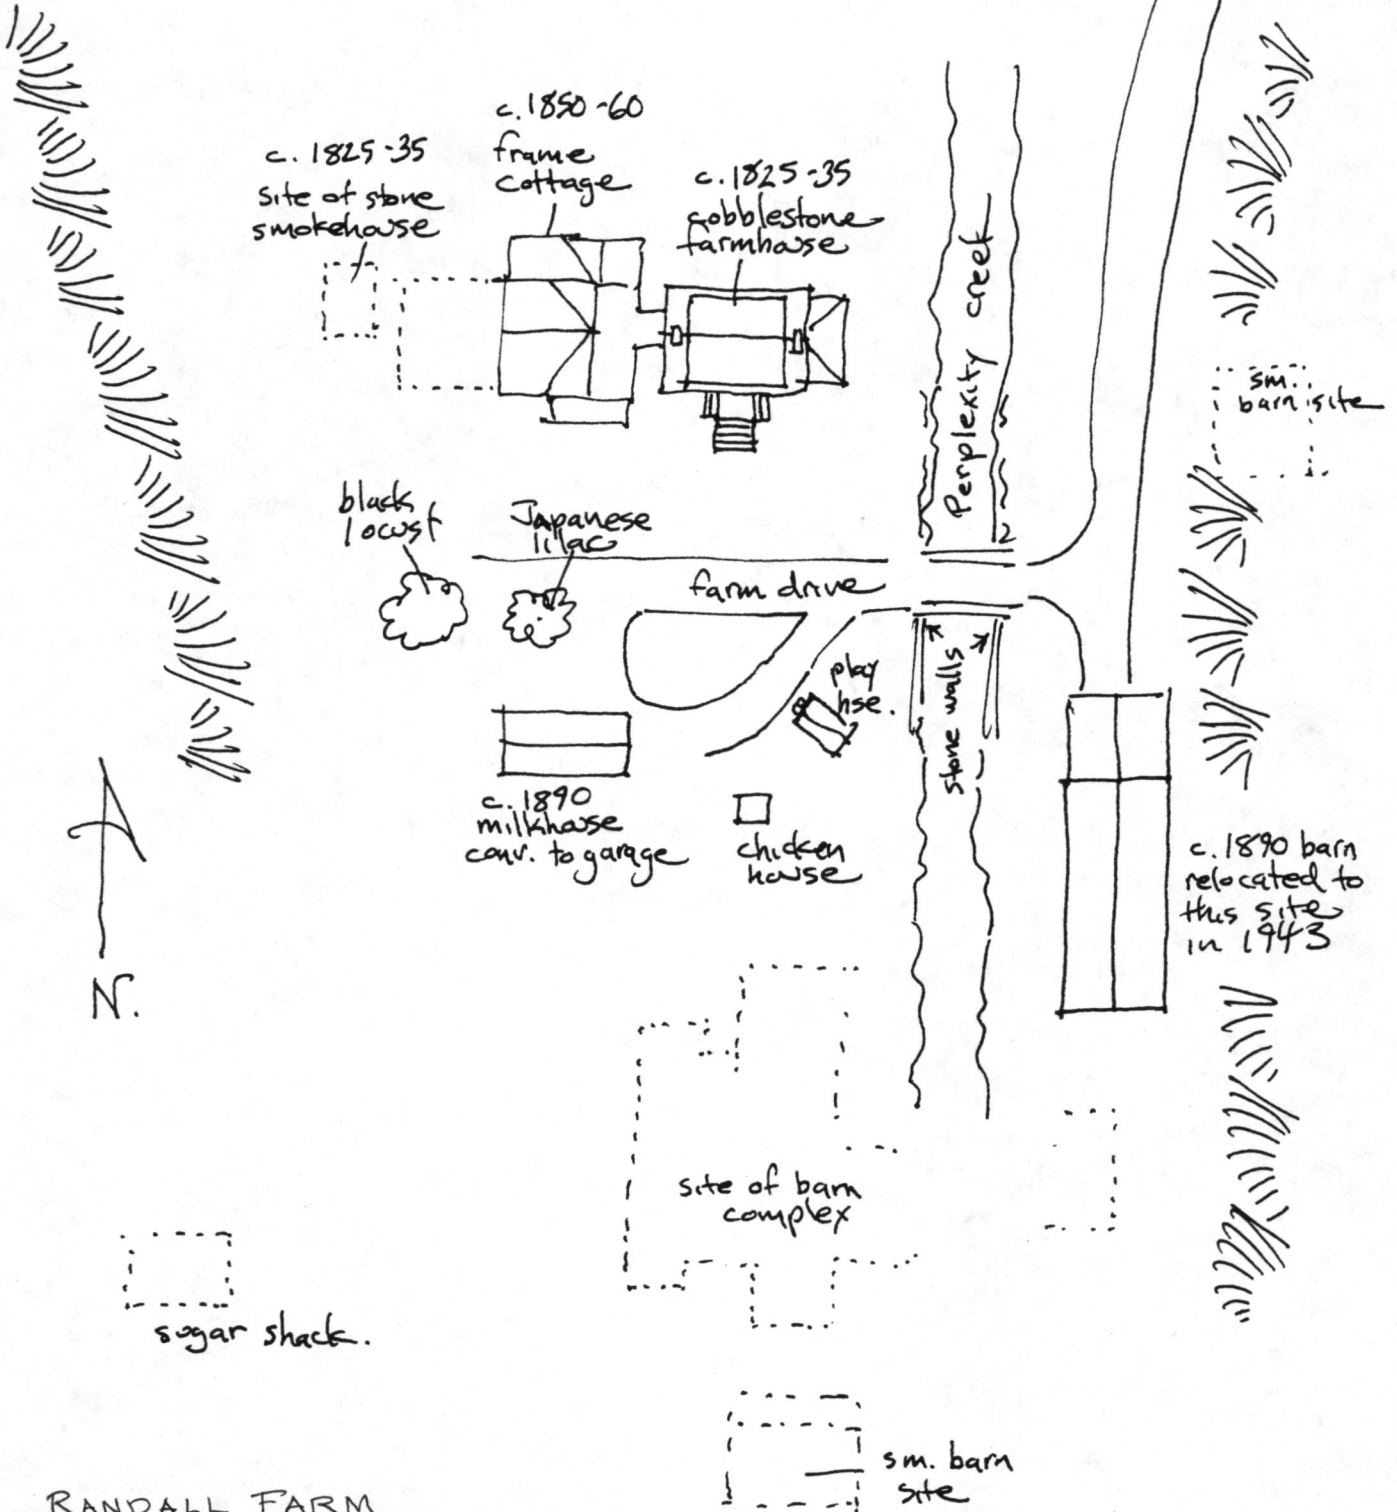 c. 1850-60
frame
cottage
c. 1825-35
site of stone
smokehouse
c. 1825-35
cobblestone
farmhouse
Perplexity creek
sm.
barn site
black
locust
Japanese
lilac
farm drive
play
hse.
stone walls
c. 1890
milkhouse
conv. to garage
chicken
house
c. 1890 barn
relocated to
this site
in 1943
N.
site of barn
complex
sugar shack.
sm. barn
site
RANDALL FARM